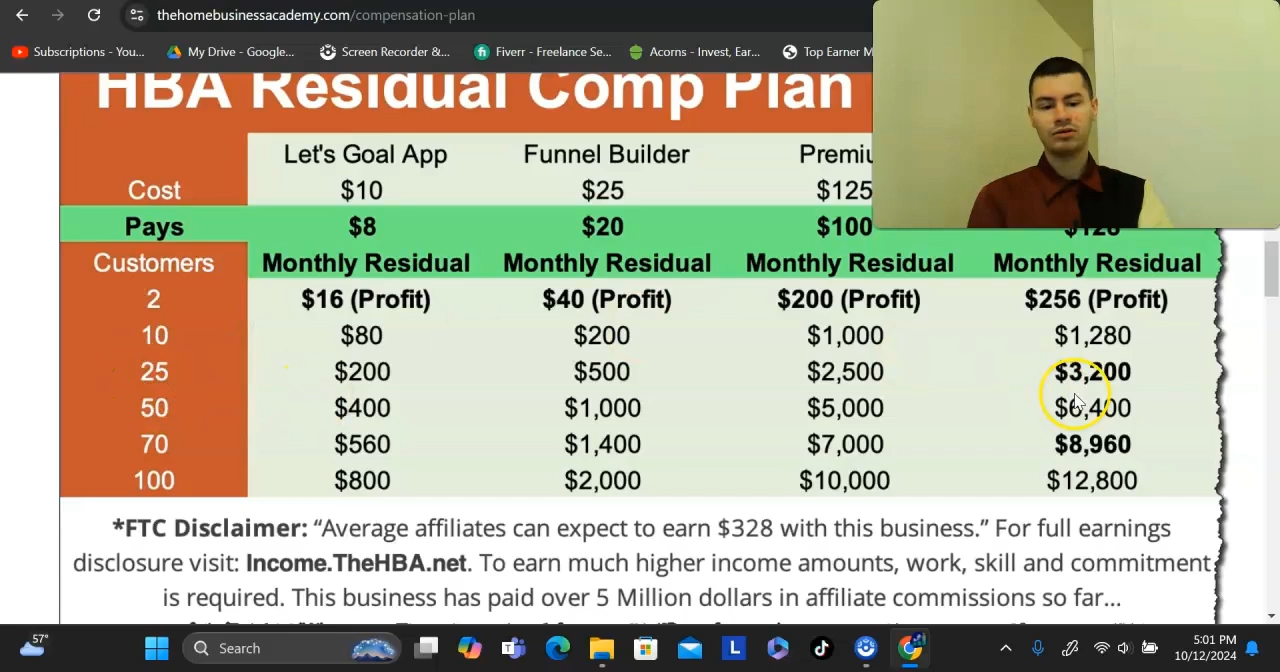 thehomebusinessacademy.com/compensation-plan
Subscriptions - You...
My Drive - Google...
Screen Recorder &...
Fiverr - Freelance Se...
Acorns - Invest, Ear...
Top Earner M
HBA Residual Comp Plan
Let's Goal App Funnel Builder Premiu
Cost $10 $25 $125
Pays $8 $20 $100 $128
Customers Monthly Residual Monthly Residual Monthly Residual Monthly Residual
2 $16 (Profit) $40 (Profit) $200 (Profit) $256 (Profit)
10 $80 $200 $1,000 $1,280
25 $200 $500 $2,500 $3,200
50 $400 $1,000 $5,000 $6,400
70 $560 $1,400 $7,000 $8,960
100 $800 $2,000 $10,000 $12,800
*FTC Disclaimer: “Average affiliates can expect to earn $328 with this business.” For full earnings
disclosure visit: Income.TheHBA.net. To earn much higher income amounts, work, skill and commitment
is required. This business has paid over 5 Million dollars in affiliate commissions so far...
57°
Search
5:01 PM
10/12/2024